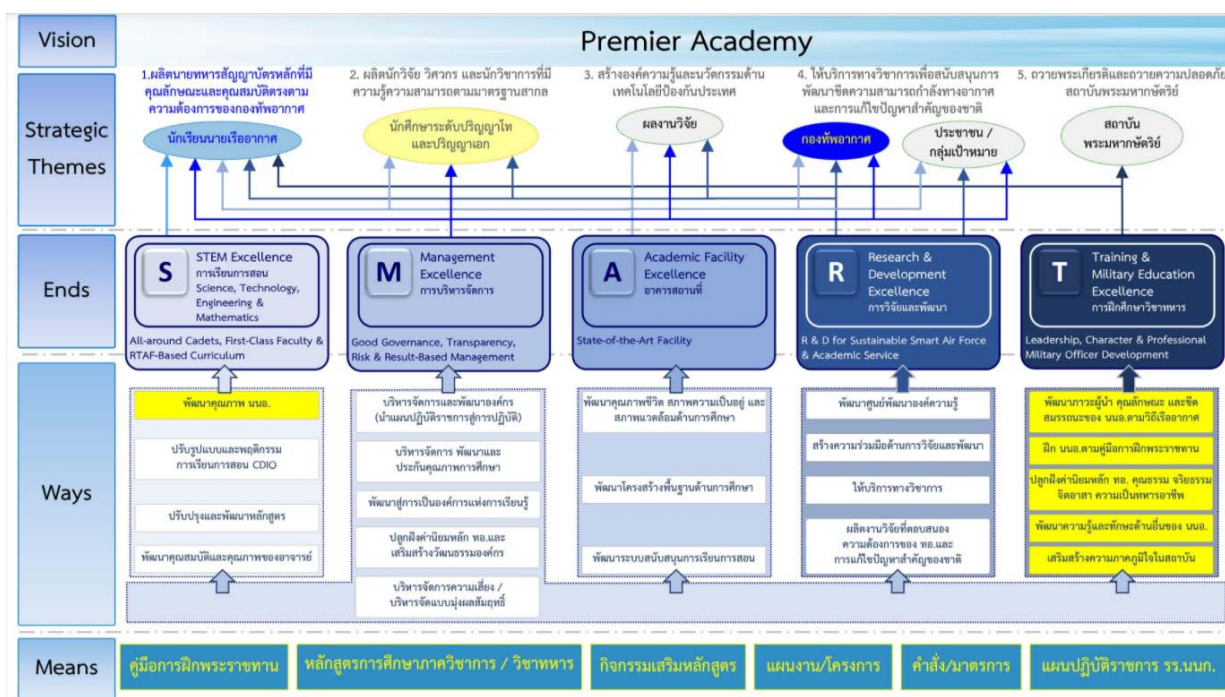 Vision
Premier Academy
Strategic
Themes
1.ผลิตนายทหารสัญญาบัตรหลักที่มี
คุณลักษณะและคุณสมบัติตรงตาม
ความต้องการของกองทัพอากาศ
2. ผลิตนักวิจัย วิศวกร และนักวิชาการที่มี
ความรู้ความสามารถตามมาตรฐานสากล
3. สร้างองค์ความรู้และนวัตกรรมด้าน
เทคโนโลยีป้องกันประเทศ
4. ให้บริการทางวิชาการเพื่อสนับสนุนการ
พัฒนาขีดความสามารถกำลังทางอากาศ
และการแก้ไขปัญหาสำคัญของชาติ
5. ถวายพระเกียรติและถวายความปลอดภัย
สถาบันพระมหากษัตริย์
นักเรียนนายเรืออากาศ
นักศึกษาระดับปริญญาโท
และปริญญาเอก
ผลงานวิจัย
กองทัพอากาศ
ประชาชน /
กลุ่มเป้าหมาย
สถาบัน
พระมหากษัตริย์
Ends
S
STEM Excellence
การเรียนการสอน
Science, Technology,
Engineering &
Mathematics
All-around Cadets, First-Class Faculty &
RTAF-Based Curriculum
M
Management
Excellence
การบริหารจัดการ
Good Governance, Transparency,
Risk & Result-Based Management
A
Academic Facility
Excellence
อาคารสถานที่
State-of-the-Art Facility
R
Research &
Development
Excellence
การวิจัยและพัฒนา
R & D for Sustainable Smart Air Force
& Academic Service
T
Training &
Military Education
Excellence
การฝึกศึกษาวิชาทหาร
Leadership, Character & Professional
Military Officer Development
Ways
พัฒนาคุณภาพ นนอ.
ปรับรูปแบบและพฤติกรรม
การเรียนการสอน CDIO
ปรับปรุงและพัฒนาหลักสูตร
พัฒนาคุณสมบัติและคุณภาพของอาจารย์
บริหารจัดการและพัฒนาองค์กร
(นำแผนปฏิบัติราชการสู่การปฏิบัติ)
บริหารจัดการ พัฒนาและ
ประกันคุณภาพการศึกษา
พัฒนาสู่การเป็นองค์การแห่งการเรียนรู้
ปลูกฝังค่านิยมหลัก ทอ.และ
เสริมสร้างวัฒนธรรมองค์กร
บริหารจัดการความเสี่ยง /
บริหารจัดแบบมุ่งผลสัมฤทธิ์
พัฒนาคุณภาพชีวิต สภาพความเป็นอยู่ และ
สภาพแวดล้อมด้านการศึกษา
พัฒนาโครงสร้างพื้นฐานด้านการศึกษา
พัฒนาระบบสนับสนุนการเรียนการสอน
พัฒนาศูนย์พัฒนาองค์ความรู้
สร้างความร่วมมือด้านการวิจัยและพัฒนา
ให้บริการทางวิชาการ
ผลิตงานวิจัยที่ตอบสนอง
ความต้องการของ ทอ.และ
การแก้ไขปัญหาสำคัญของชาติ
พัฒนาภาวะผู้นำ คุณลักษณะ และขีด
สมรรถนะของ นนอ.ตามวิถีเรืออากาศ
ฝึก นนอ.ตามคู่มือการฝึกพระราชทาน
ปลูกฝังค่านิยมหลัก ทอ. คุณธรรม จริยธรรม
จิตอาสา ความเป็นทหารอาชีพ
พัฒนาความรู้และทักษะด้านอื่นของ นนอ.
เสริมสร้างความภาคภูมิใจในสถาบัน
Means
คู่มือการฝึกพระราชทาน
หลักสูตรการศึกษาภาควิชาการ / วิชาทหาร
กิจกรรมเสริมหลักสูตร
แผนงาน/โครงการ
คำสั่ง/มาตรการ
แผนปฏิบัติราชการ รร.นนก.